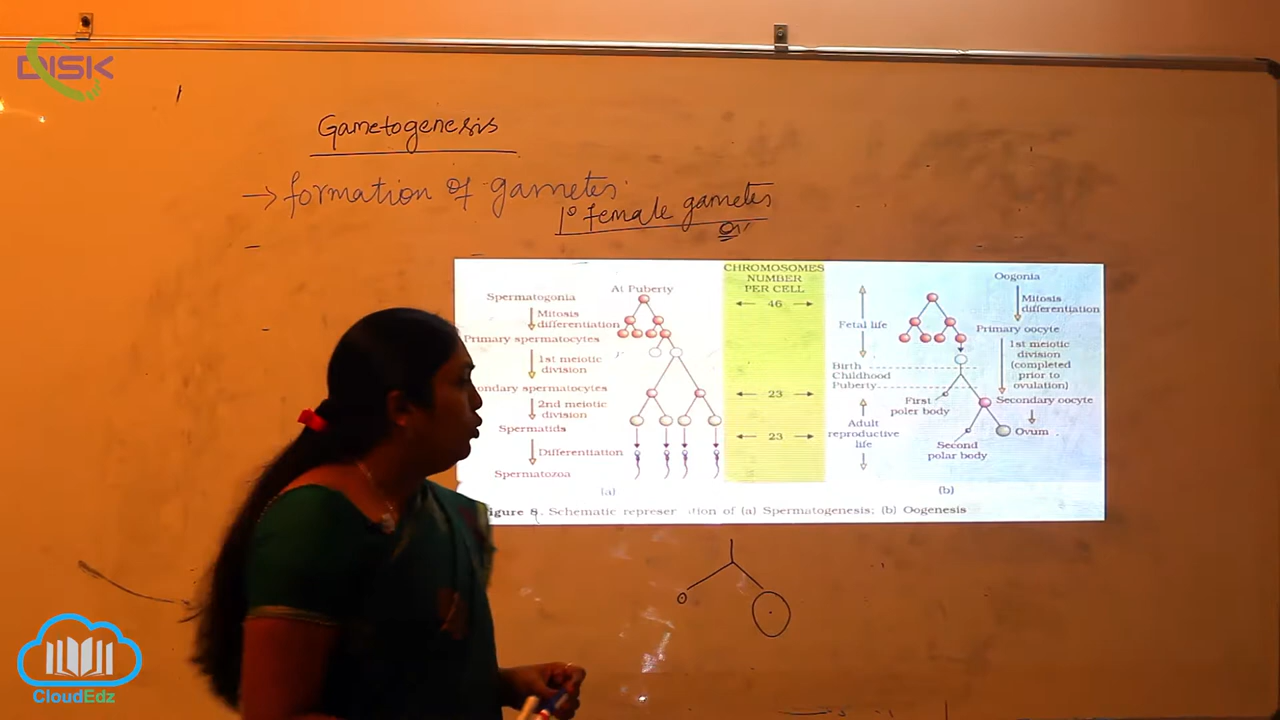 DISK
Gametogenesis
→ formation of gametes
1° female gametes
At Puberty
Spermatogonia
Mitosis
differentiation
Primary spermatocytes
1st meiotic
division
ondary spermatocytes
2nd meiotic
division
Spermatids
Differentiation
Spermatozoa
(a)
CHROMOSOMES
NUMBER
PER CELL
46
23
23
Fetal life
Birth
Childhood
Puberty
Adult
reproductive
life
First
poler body
Second
polar body
Ovum
Oogonia
Mitosis
differentiation
Primary oocyte
1st meiotic
division
(completed
prior to
ovulation)
Secondary oocyte
(b)
igure 8. Schematic represer tion of (a) Spermatogenesis; (b) Oogenesis
CloudEdz